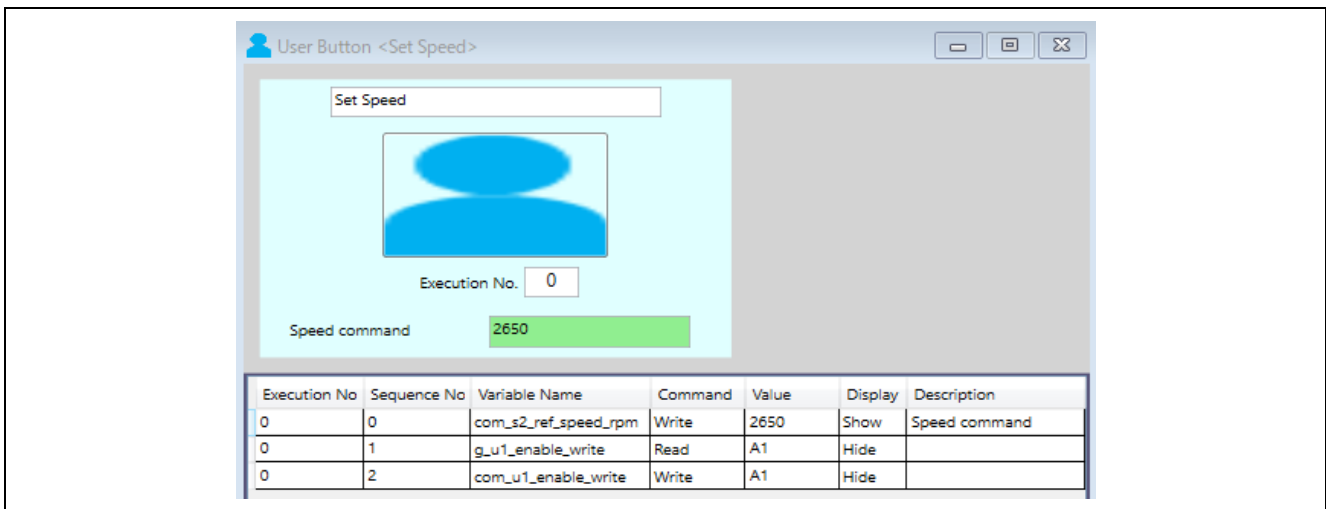 User Button <Set Speed>
Set Speed
Execution No. 0
Speed command 2650
Execution No Sequence No Variable Name Command Value Display Description
0 0 com_s2_ref_speed_rpm Write 2650 Show Speed command
0 1 g_u1_enable_write Read A1 Hide
0 2 com_u1_enable_write Write A1 Hide